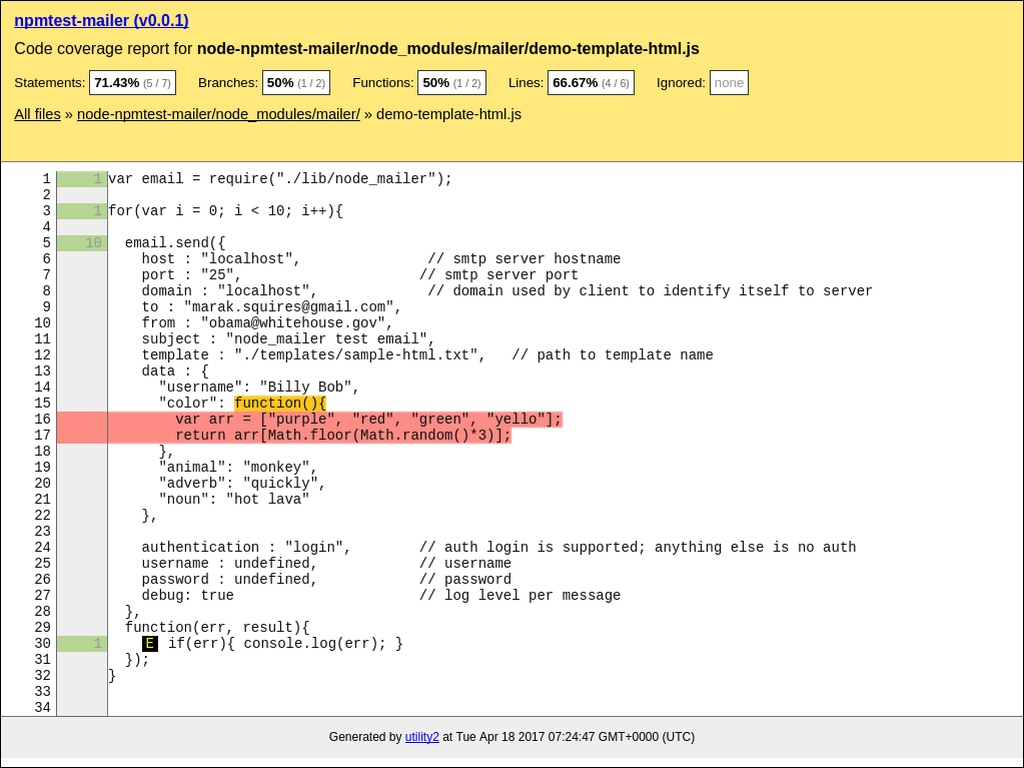 npmtest-mailer (v0.0.1)
Code coverage report for node-npmtest-mailer/node_modules/mailer/demo-template-html.js
Statements: 71.43% (5 / 7) Branches: 50% (1 / 2) Functions: 50% (1 / 2) Lines: 66.67% (4 / 6) Ignored: none
All files » node-npmtest-mailer/node_modules/mailer/ » demo-template-html.js
1 1 var email = require("./lib/node_mailer");
2
3 1 for(var i = 0; i < 10; i++){
4
5 10 email.send({
6 host : "localhost", // smtp server hostname
7 port : "25", // smtp server port
8 domain : "localhost", // domain used by client to identify itself to server
9 to : "marak.squires@gmail.com",
10 from : "obama@whitehouse.gov",
11 subject : "node_mailer test email",
12 template : "./templates/sample-html.txt", // path to template name
13 data : {
14 "username": "Billy Bob",
15 "color": function(){
16 var arr = ["purple", "red", "green", "yello"];
17 return arr[Math.floor(Math.random()*3)];
18 },
19 "animal": "monkey",
20 "adverb": "quickly",
21 "noun": "hot lava"
22 },
23
24 authentication : "login", // auth login is supported; anything else is no auth
25 username : undefined, // username
26 password : undefined, // password
27 debug: true // log level per message
28 },
29 function(err, result){
30 1 E if(err){ console.log(err); }
31 });
32 }
33
34
Generated by utility2 at Tue Apr 18 2017 07:24:47 GMT+0000 (UTC)